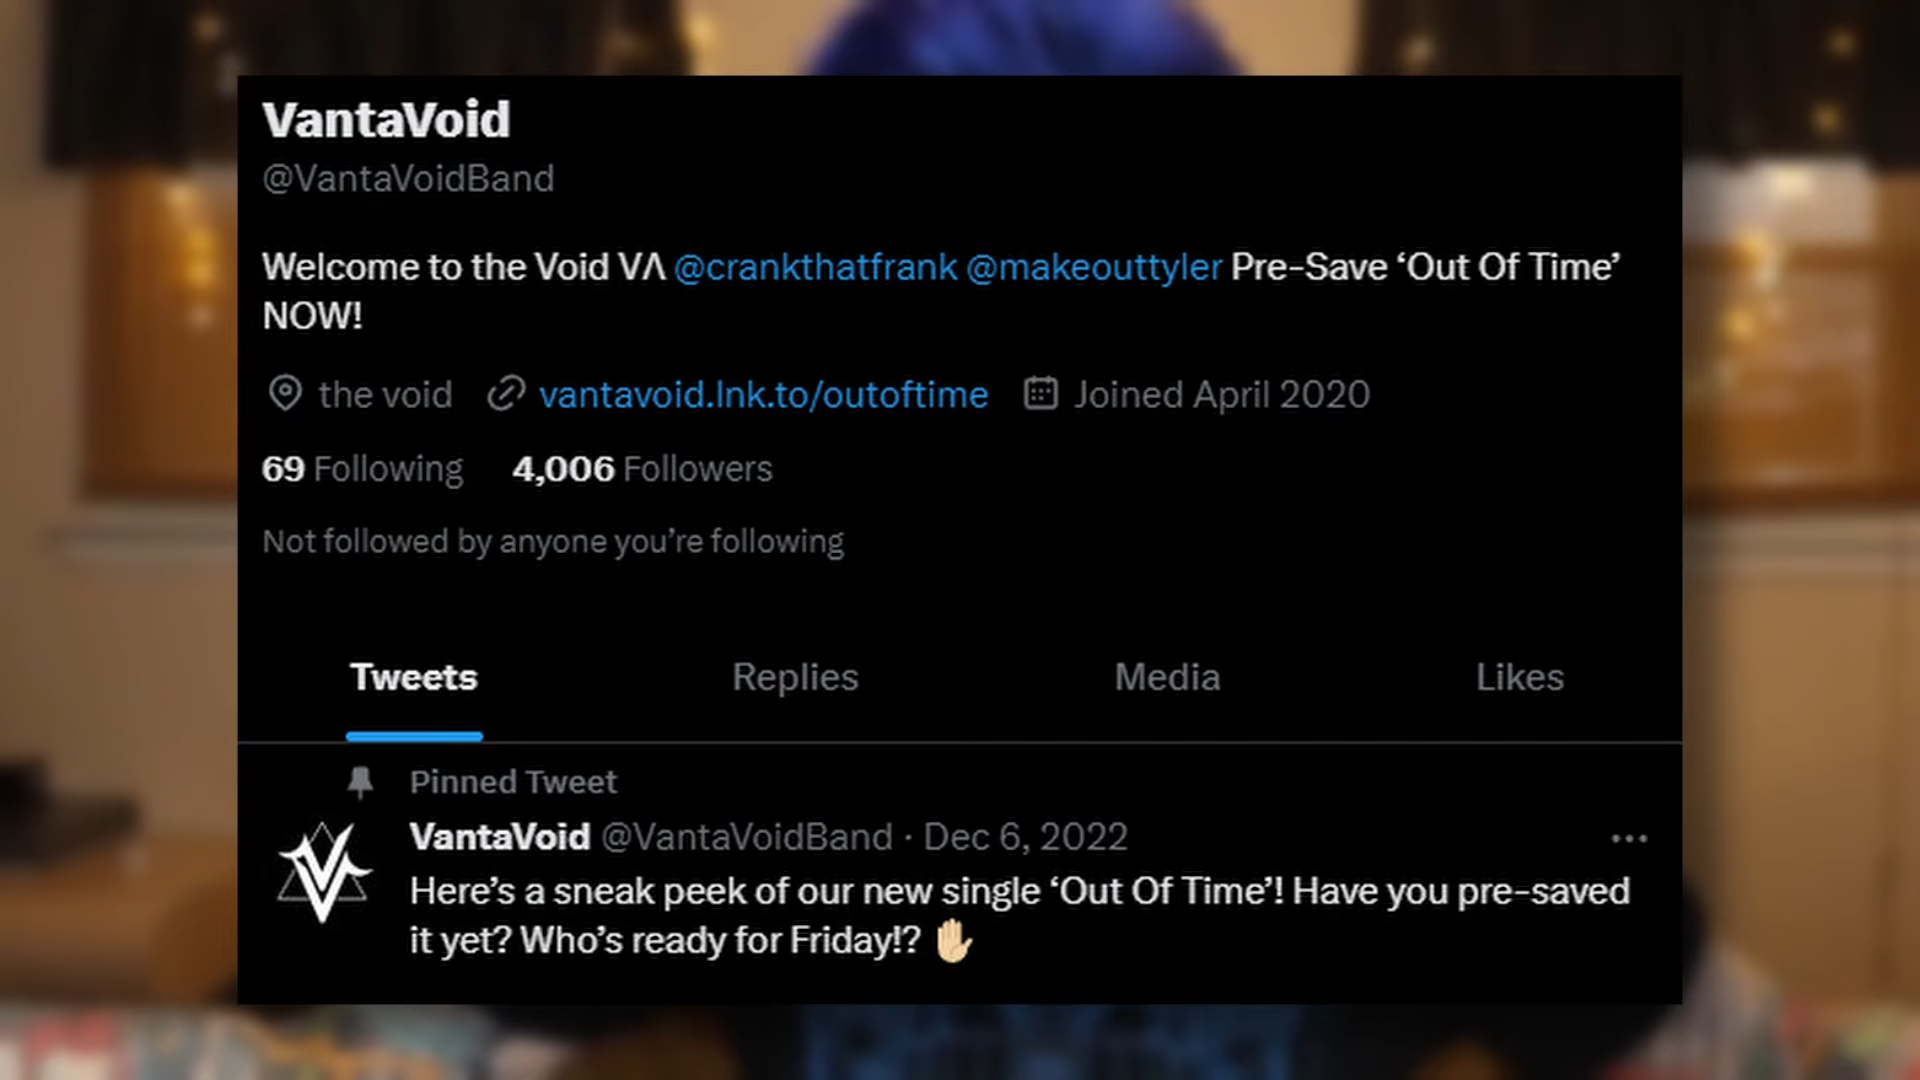 VantaVoid
@VantaVoidBand
Welcome to the Void VΛ @crankthatfrank @makeouttyler Pre-Save ‘Out Of Time’
NOW!
the void vantavoid.lnk.to/outoftime Joined April 2020
69 Following 4,006 Followers
Not followed by anyone you’re following
Tweets Replies Media Likes
Pinned Tweet
VantaVoid @VantaVoidBand · Dec 6, 2022
Here’s a sneak peek of our new single ‘Out Of Time’! Have you pre-saved
it yet? Who’s ready for Friday!? ✋🏻